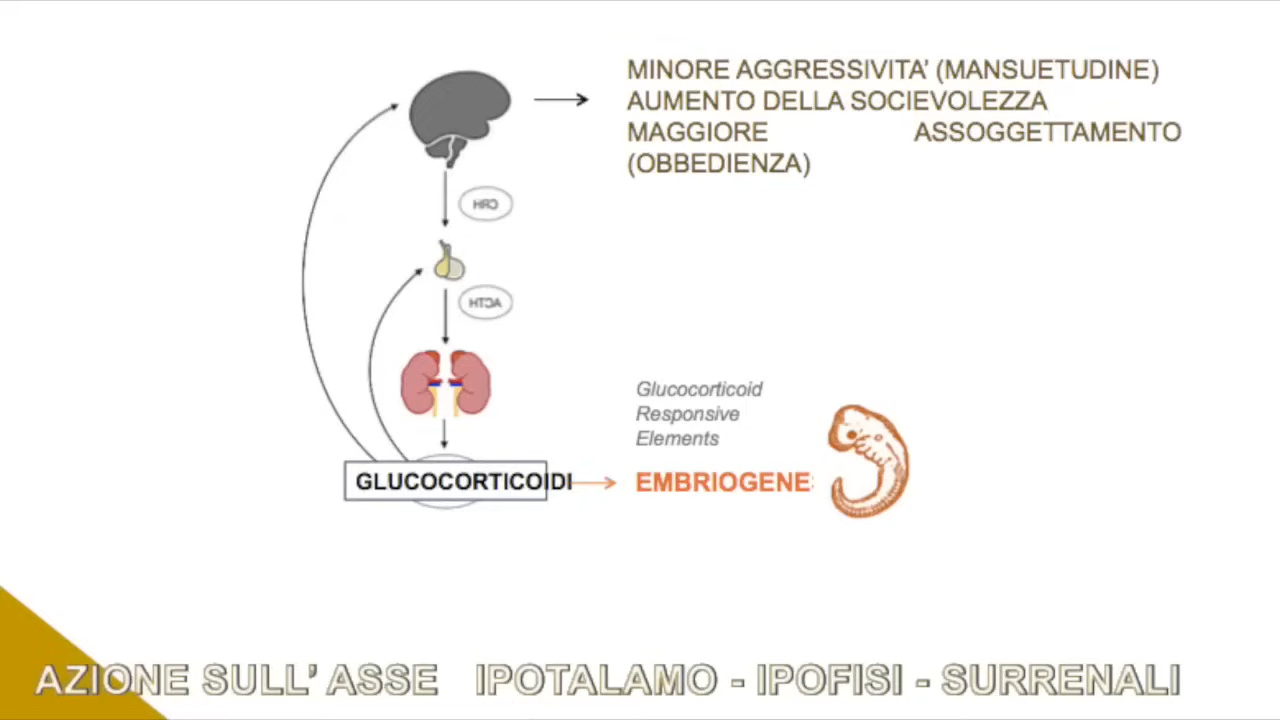 MINORE AGGRESSIVITA' (MANSUETUDINE)
AUMENTO DELLA SOCIEVOLEZZA
MAGGIORE ASSOGGETTAMENTO
(OBBEDIENZA)
CRH
ACTH
Glucocorticoid
Responsive
Elements
GLUCOCORTICOIDI
EMBRIOGENE
AZIONE SULL' ASSE IPOTALAMO - IPOFISI - SURRENALI